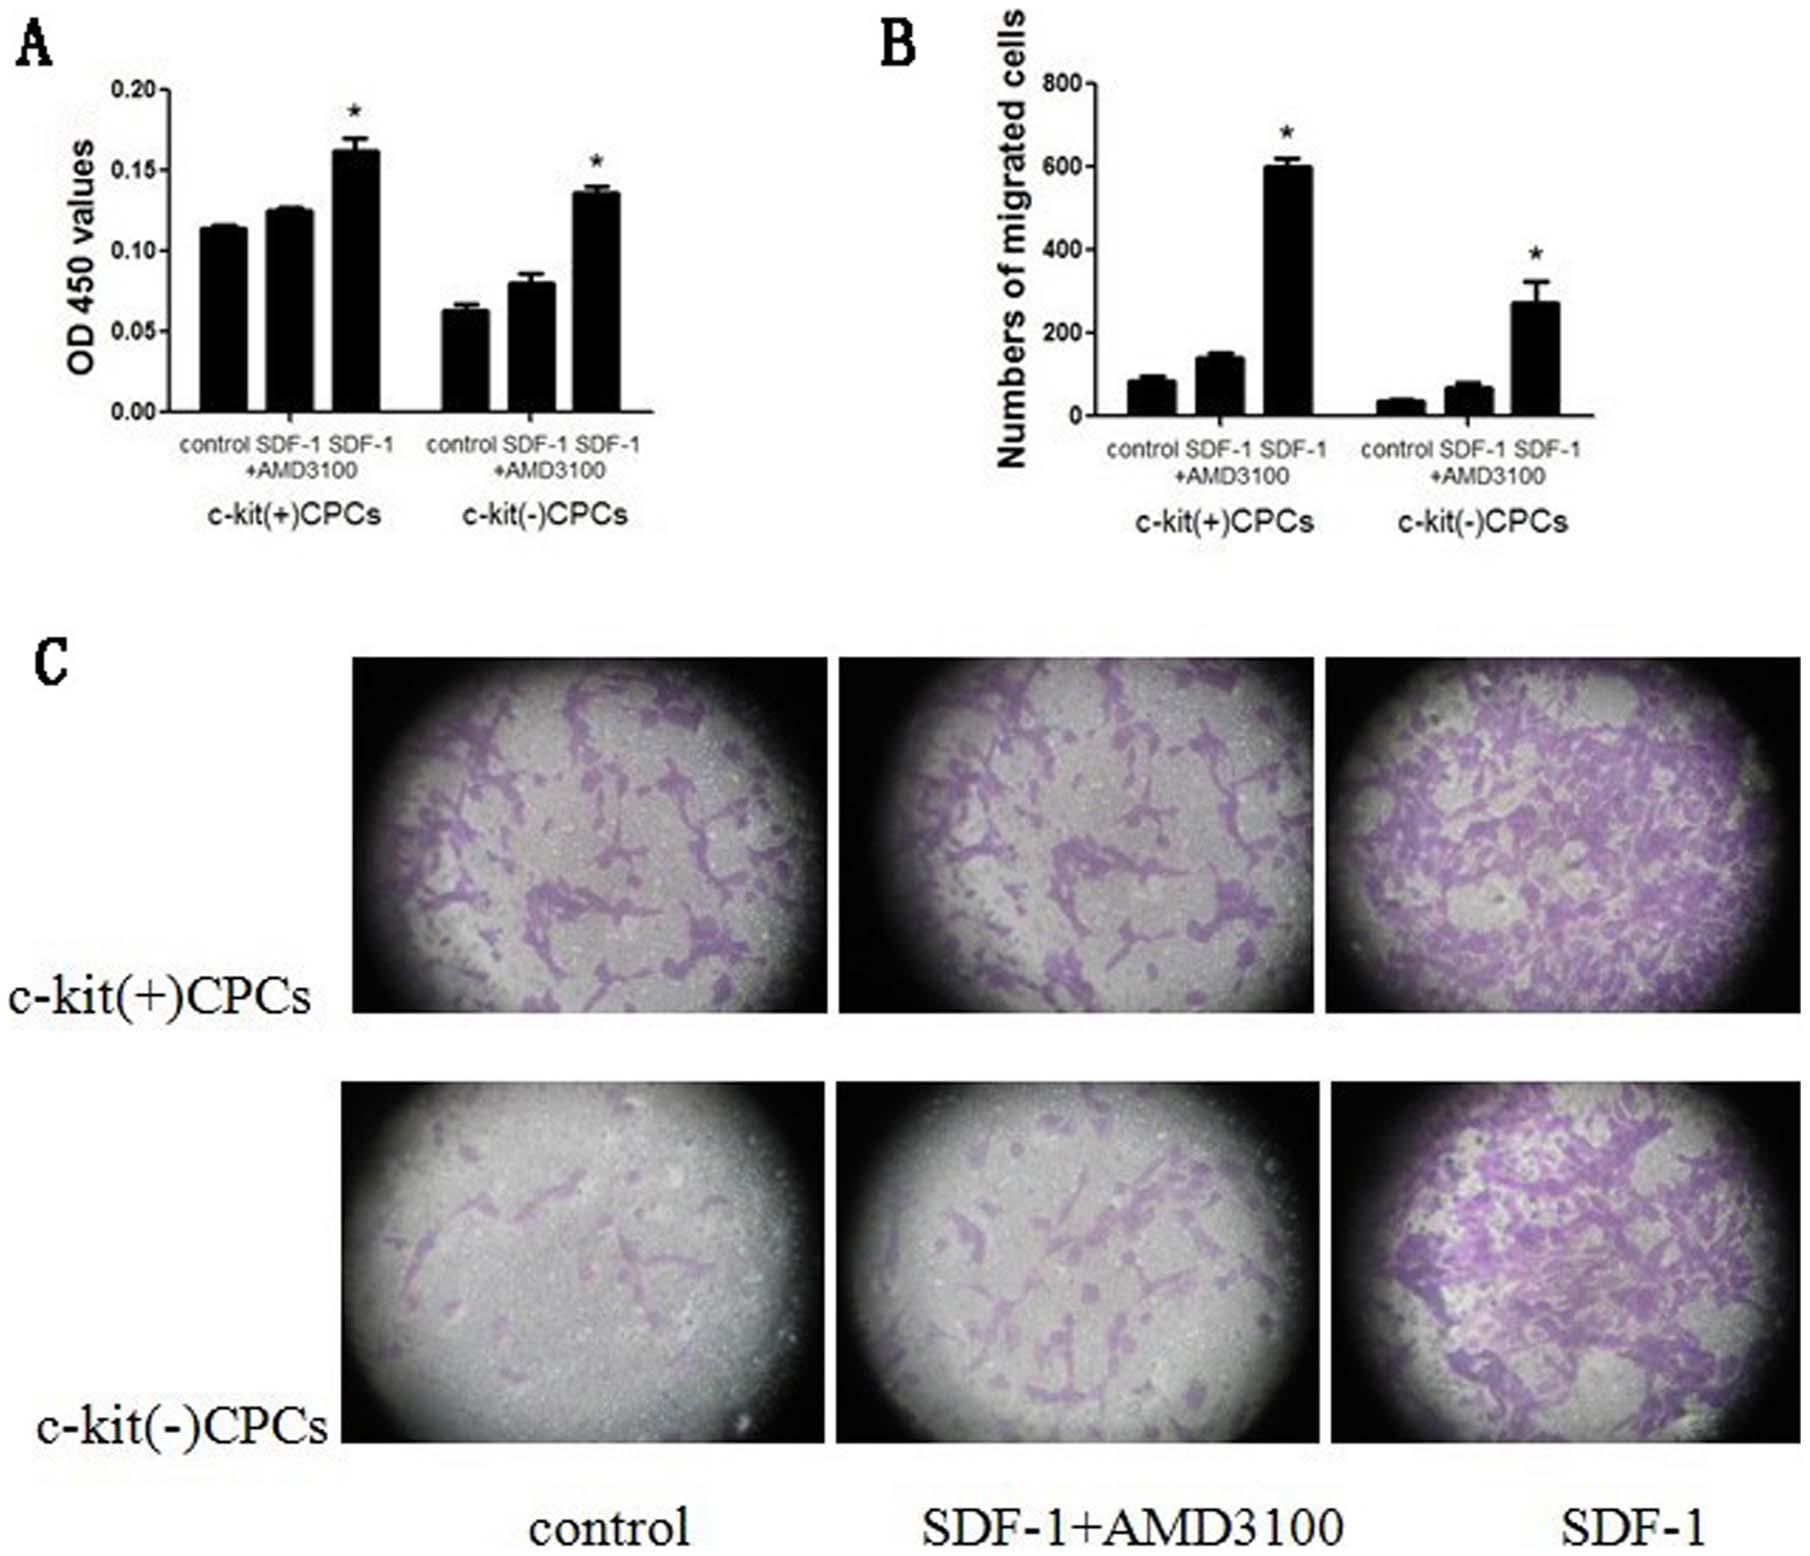 A
OD 450 values
0.20
0.15
0.10
0.05
0.00
*
*
control SDF-1 SDF-1
+AMD3100
control SDF-1 SDF-1
+AMD3100
c-kit(+)CPCs
c-kit(-)CPCs
B
Numbers of migrated cells
800
600
400
200
0
*
*
control SDF-1 SDF-1
+AMD3100
control SDF-1 SDF-1
+AMD3100
c-kit(+)CPCs
c-kit(-)CPCs
C
c-kit(+)CPCs
c-kit(-)CPCs
control
SDF-1+AMD3100
SDF-1